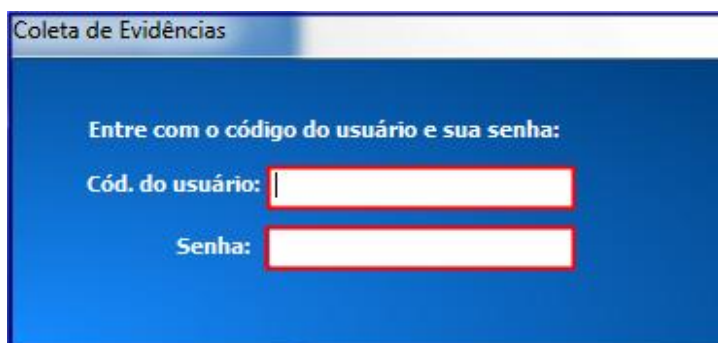 Coleta de Evidências
Entre com o código do usuário e sua senha:
Cód. do usuário:
Senha: